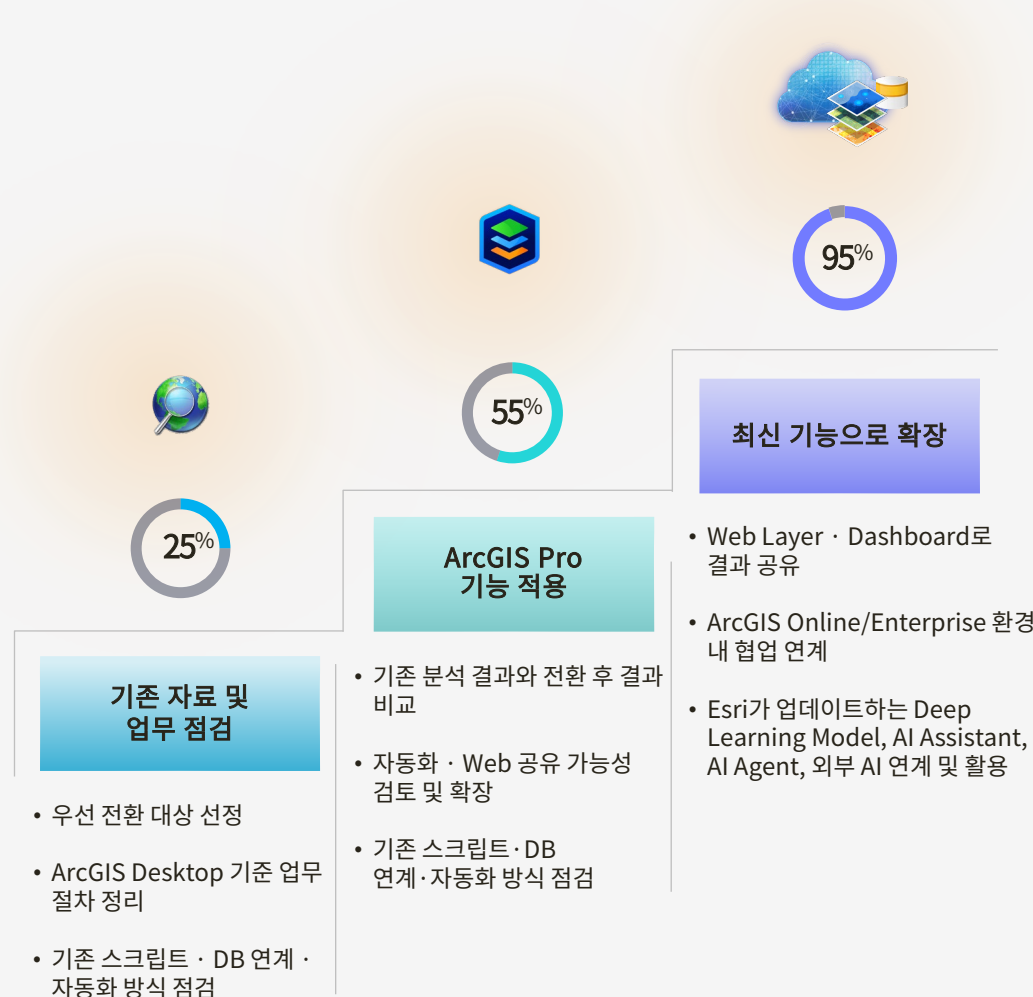 25%
기존 자료 및
업무 점검
• 우선 전환 대상 선정
• ArcGIS Desktop 기준 업무
절차 정리
• 기존 스크립트 · DB 연계 ·
자동화 방식 점검
55%
ArcGIS Pro
기능 적용
• 기존 분석 결과와 전환 후 결과
비교
• 자동화 · Web 공유 가능성
검토 및 확장
• 기존 스크립트·DB
연계·자동화 방식 점검
95%
최신 기능으로 확장
• Web Layer · Dashboard로
결과 공유
• ArcGIS Online/Enterprise 환경
내 협업 연계
• Esri가 업데이트하는 Deep
Learning Model, AI Assistant,
AI Agent, 외부 AI 연계 및 활용